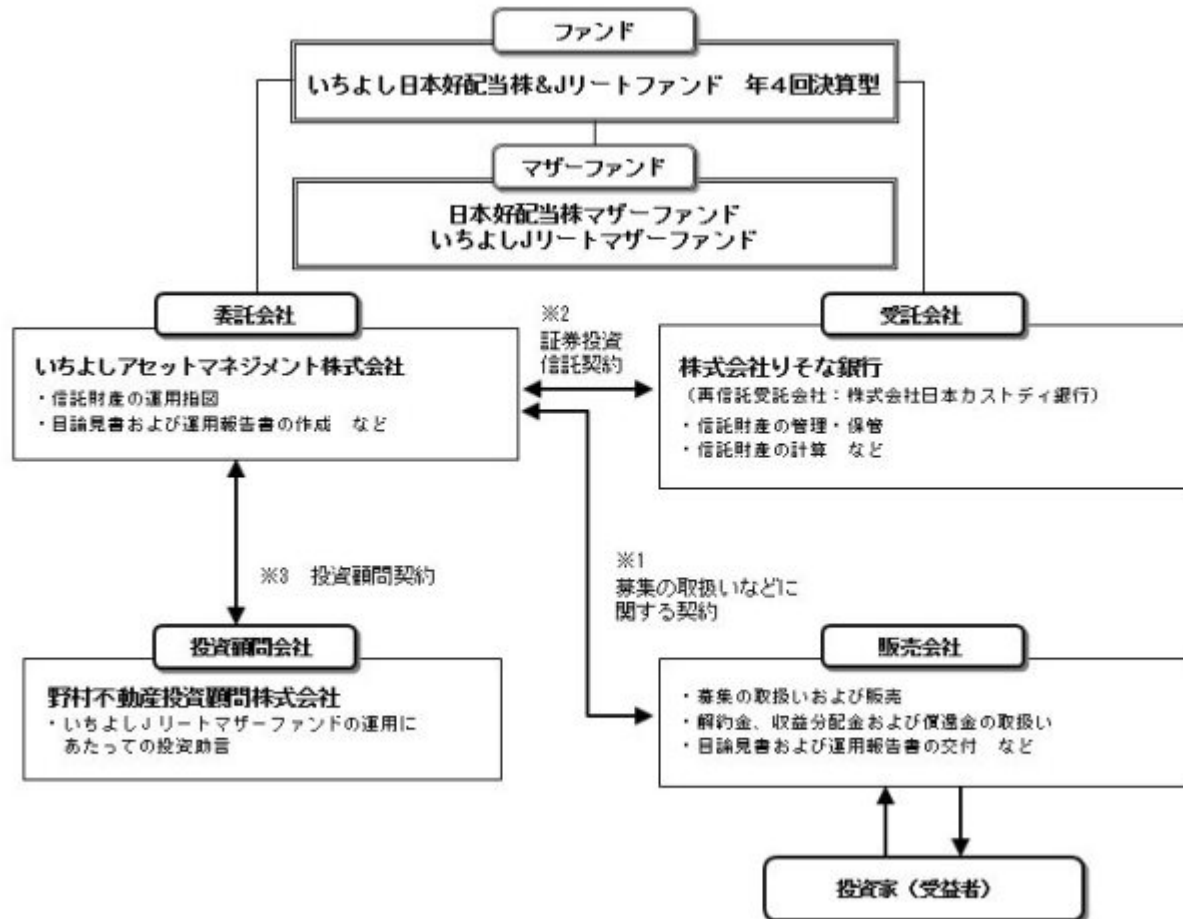 ファンド
いちよし日本好配当株&Jリートファンド　年4回決算型
マザーファンド
日本好配当株マザーファンド
いちよしJリートマザーファンド
委託会社
いちよしアセットマネジメント株式会社
・信託財産の運用指図
・目論見書および運用報告書の作成　など
※2
証券投資
信託契約
受託会社
株式会社りそな銀行
（再信託受託会社：株式会社日本カストディ銀行）
・信託財産の管理・保管
・信託財産の計算　など
※3　投資顧問契約
※1
募集の取扱いなどに
関する契約
投資顧問会社
野村不動産投資顧問株式会社
・いちよしJリートマザーファンドの運用に
あたっての投資助言
販売会社
・募集の取扱いおよび販売
・解約金、収益分配金および償還金の取扱い
・目論見書および運用報告書の交付　など
投資家（受益者）